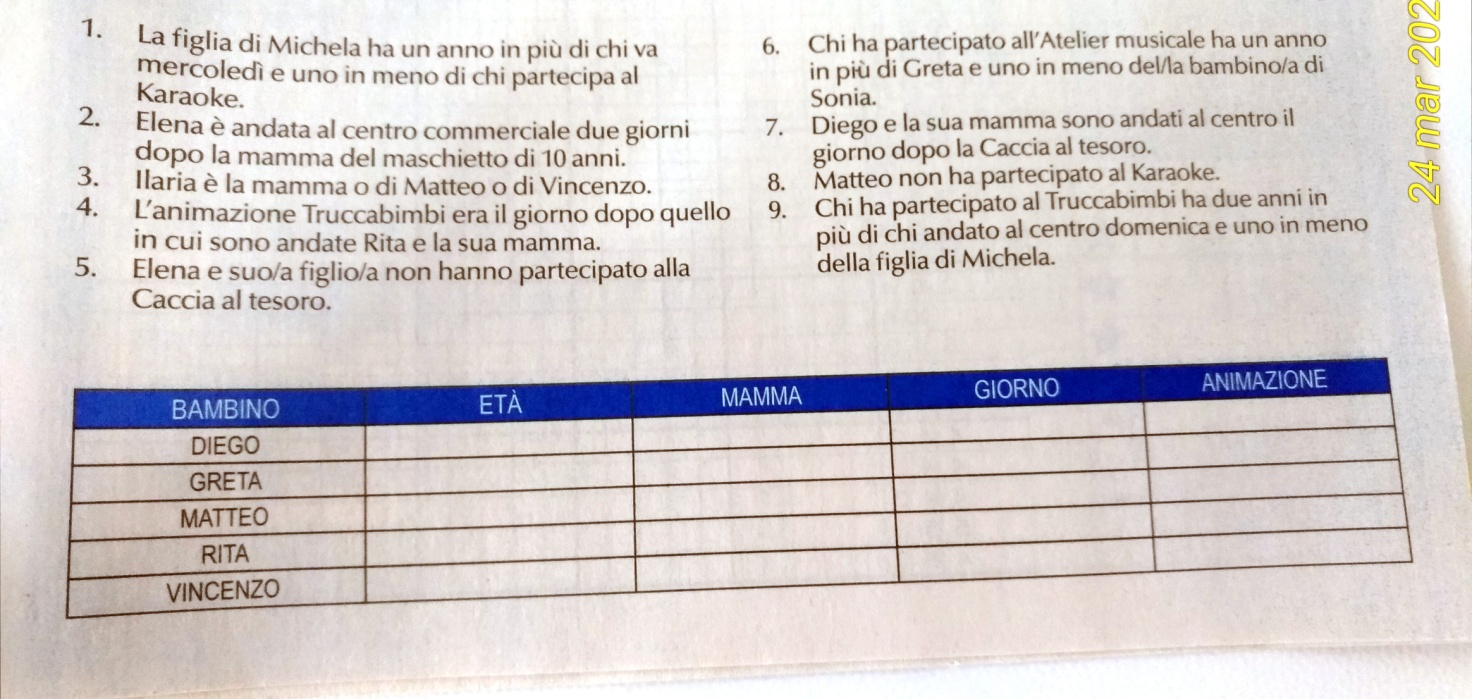 1. La figlia di Michela ha un anno in più di chi va
mercoledì e uno in meno di chi partecipa al
Karaoke.
2. Elena è andata al centro commerciale due giorni
dopo la mamma del maschietto di 10 anni.
3. Ilaria è la mamma o di Matteo o di Vincenzo.
4. L'animazione Truccabimbi era il giorno dopo quello
in cui sono andate Rita e la sua mamma.
5. Elena e suo/a figlio/a non hanno partecipato alla
Caccia al tesoro.
6. Chi ha partecipato all'Atelier musicale ha un anno
in più di Greta e uno in meno del/la bambino/a di
Sonia.
7. Diego e la sua mamma sono andati al centro il
giorno dopo la Caccia al tesoro.
8. Matteo non ha partecipato al Karaoke.
9. Chi ha partecipato al Truccabimbi ha due anni in
più di chi andato al centro domenica e uno in meno
della figlia di Michela.
BAMBINO ETÀ MAMMA GIORNO ANIMAZIONE
DIEGO
GRETA
MATTEO
RITA
VINCENZO
24 mar 202